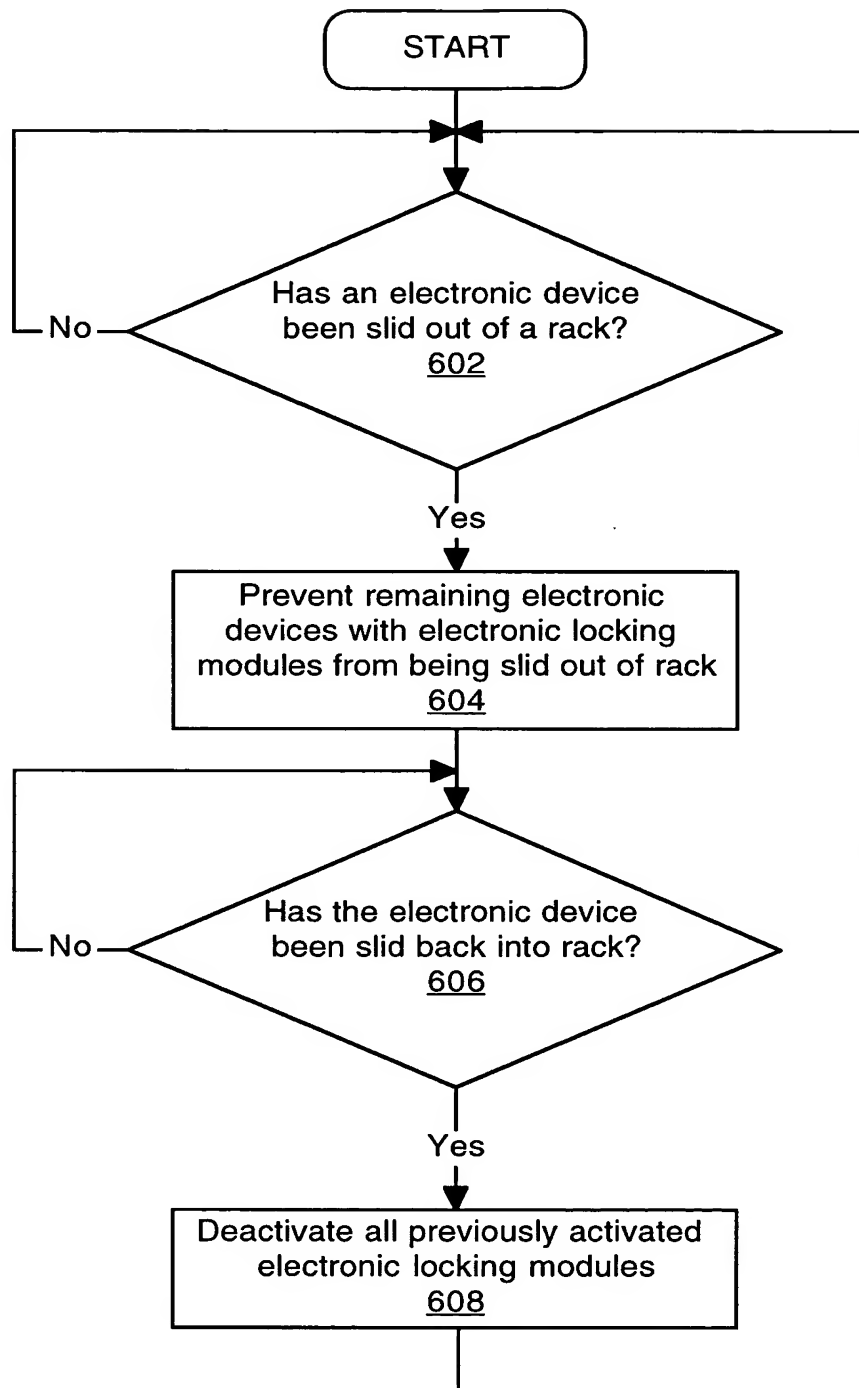 START
Has an electronic device
been slid out of a rack?
602
No
Yes
Prevent remaining electronic
devices with electronic locking
modules from being slid out of rack
604
Has the electronic device
been slid back into rack?
606
No
Yes
Deactivate all previously activated
electronic locking modules
608